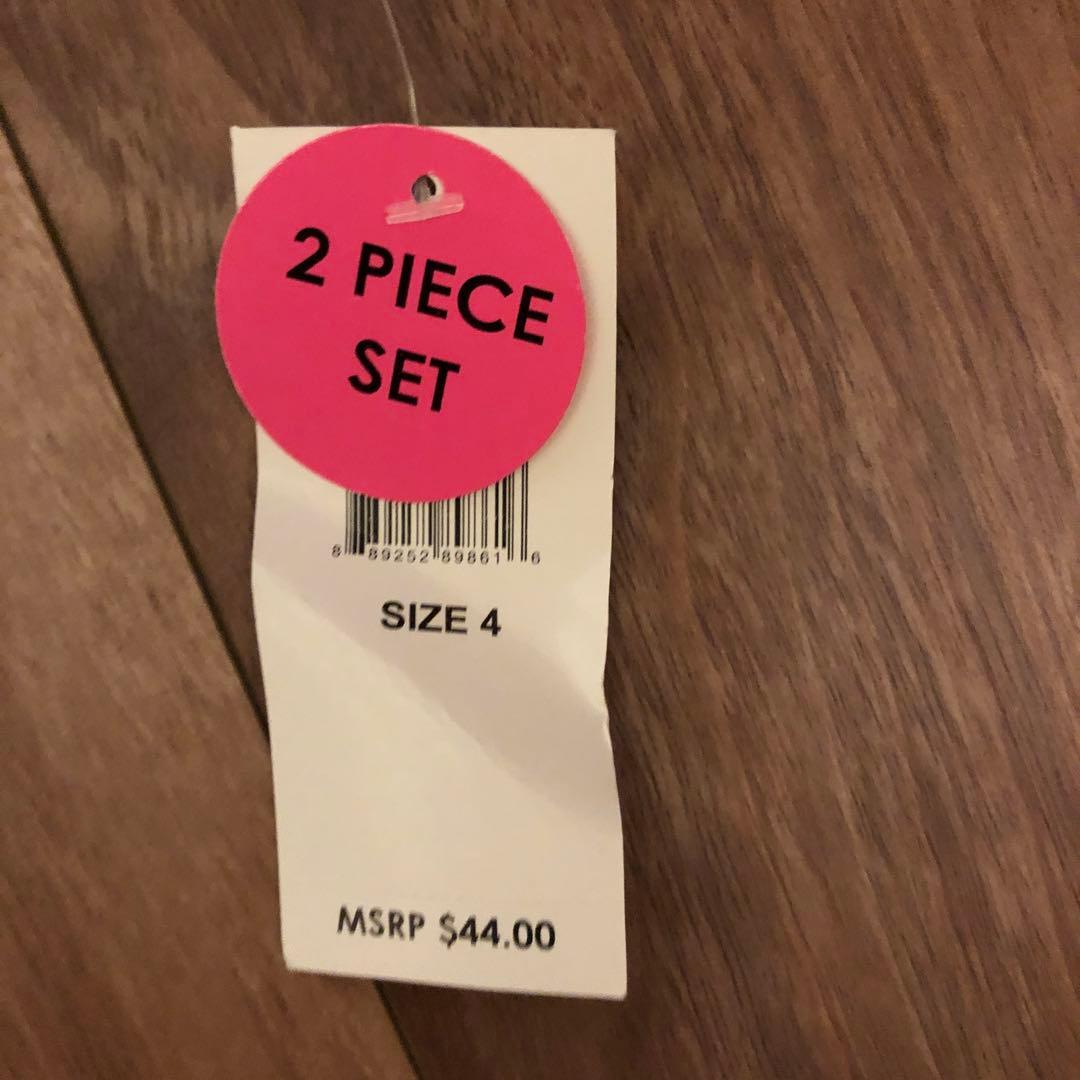 2 PIECE
SET
8 89252 89861 6
SIZE 4
MSRP $44.00